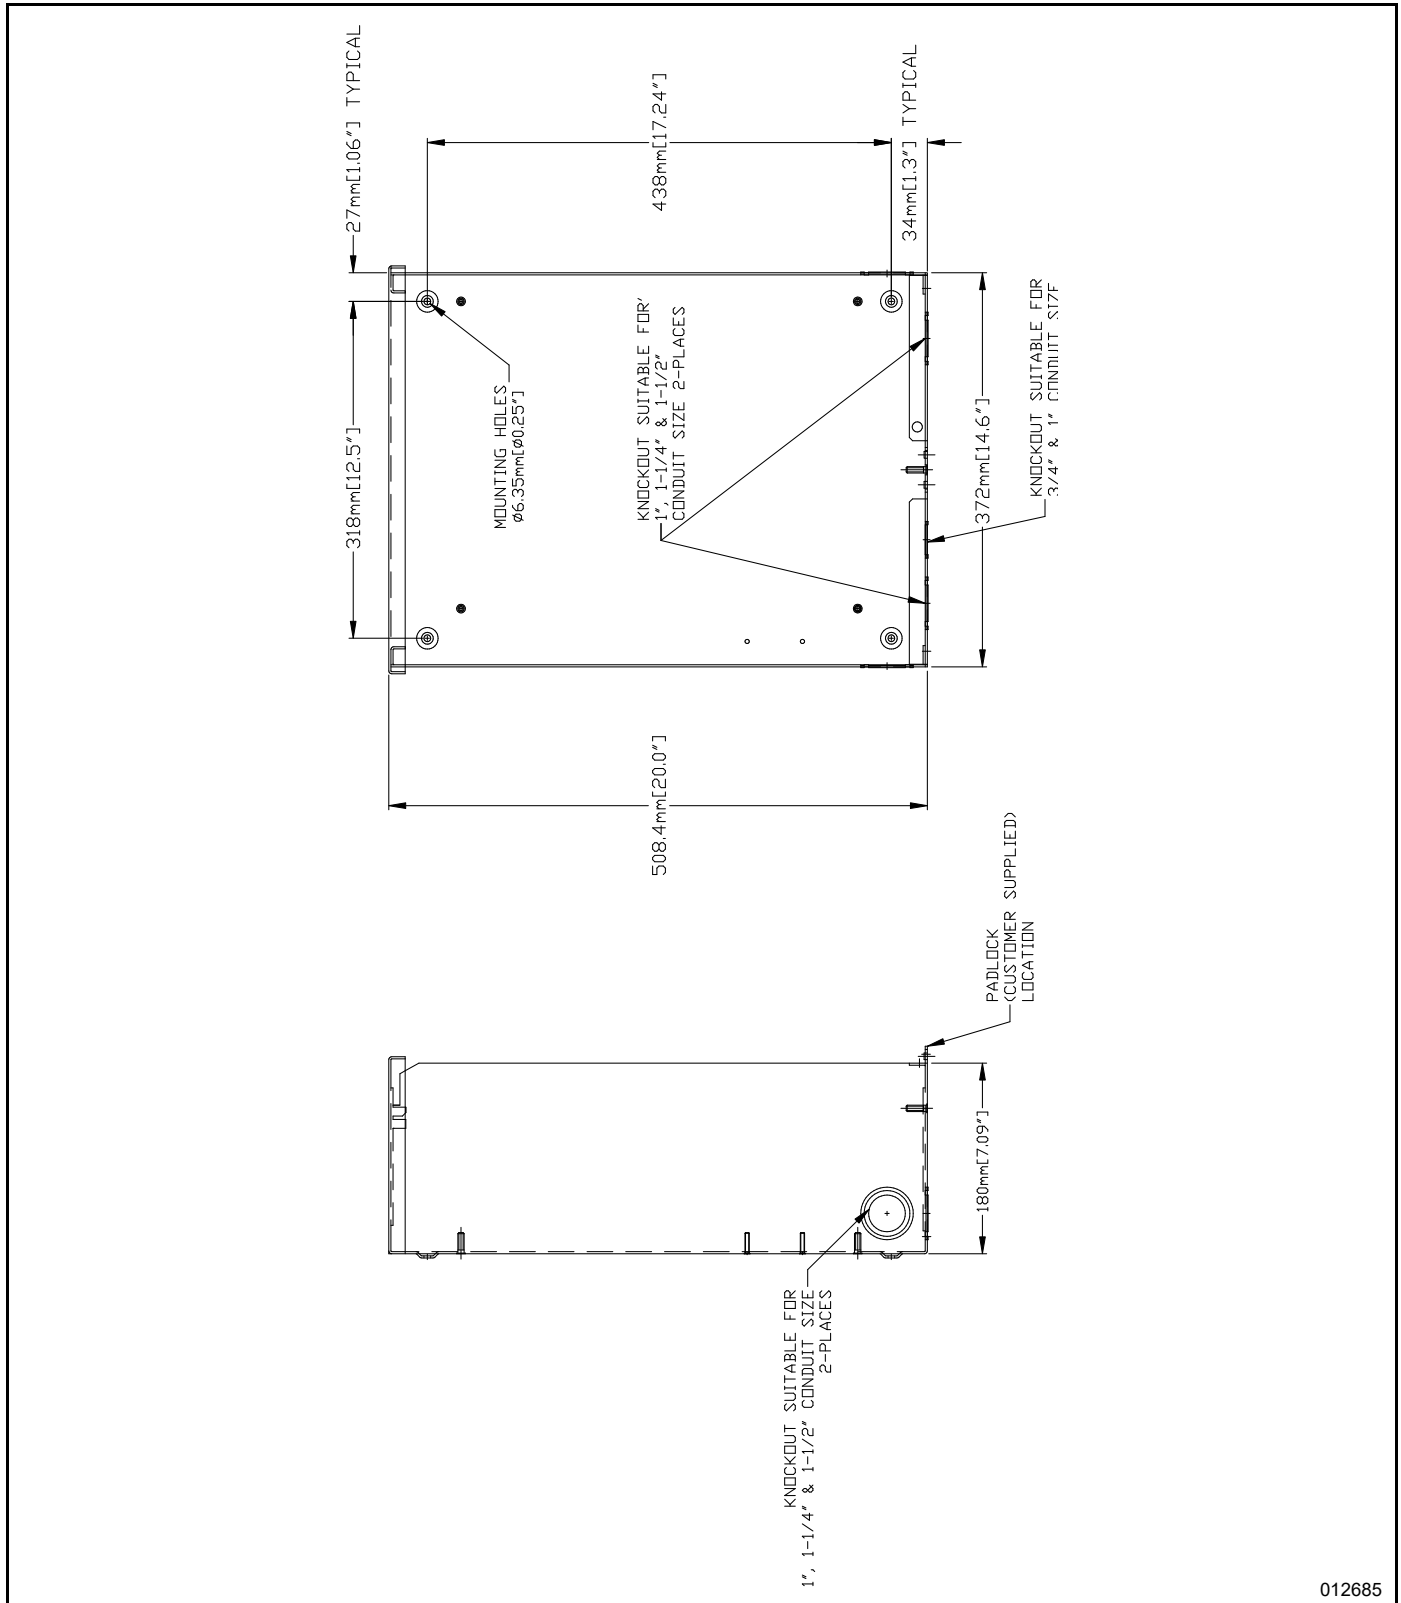 27mm[1.06"] TYPICAL
438mm[17.24"]
34mm[1.3"] TYPICAL
318mm[12.5"]
MOUNTING HOLES
Ø6.35mm[Ø0.25"]
KNOCKOUT SUITABLE FOR'
1", 1-1/4" & 1-1/2"
CONDUIT SIZE 2-PLACES
372mm[14.6"]
KNOCKOUT SUITABLE FOR
3/4" & 1" CONDUIT SIZE
508.4mm[20.0"]
PADLOCK
(CUSTOMER SUPPLIED)
LOCATION
180mm[7.09"]
KNOCKOUT SUITABLE FOR
1", 1-1/4" & 1-1/2" CONDUIT SIZE
2-PLACES
012685